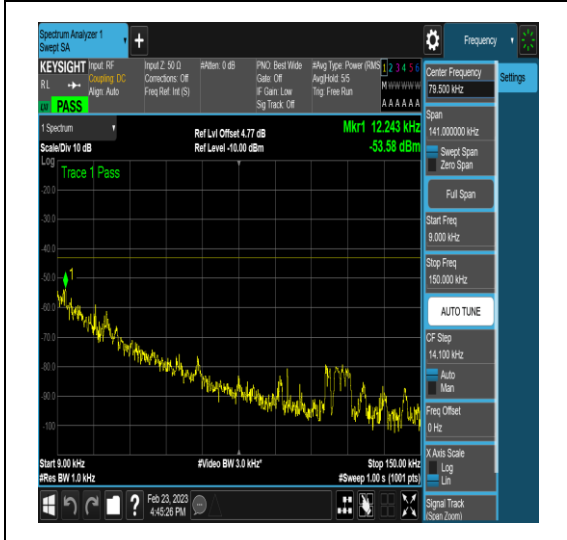 Spectrum Analyzer 1
Swept SA
+
Frequency
KEYSIGHT
R L
LXI
PASS
Input: RF
Coupling: DC
Align: Auto
Input Z: 50 Ω
Corrections: Off
Freq Ref: Int (S)
#Atten: 0 dB
PNO: Best Wide
Gate: Off
IF Gain: Low
Sig Track: Off
#Avg Type: Power (RMS)
Avg|Hold: 5/5
Trig: Free Run
1 2 3 4 5 6
M W W W W W
A A A A A A
1 Spectrum
Scale/Div 10 dB
Ref Lvl Offset 4.77 dB
Ref Level -10.00 dBm
Mkr1 12.243 kHz
-53.58 dBm
Log
Trace 1 Pass
1
-20.0
-30.0
-40.0
-50.0
-60.0
-70.0
-80.0
-90.0
-100
Start 9.00 kHz
#Res BW 1.0 kHz
#Video BW 3.0 kHz*
Stop 150.00 kHz
#Sweep 1.00 s (1001 pts)
?
Feb 23, 2023
4:45:26 PM
Center Frequency
79.500 kHz
Settings
Span
141.000000 kHz
Swept Span
Zero Span
Full Span
Start Freq
9.000 kHz
Stop Freq
150.000 kHz
AUTO TUNE
CF Step
14.100 kHz
Auto
Man
Freq Offset
0 Hz
X Axis Scale
Log
Lin
Signal Track
(Span Zoom)